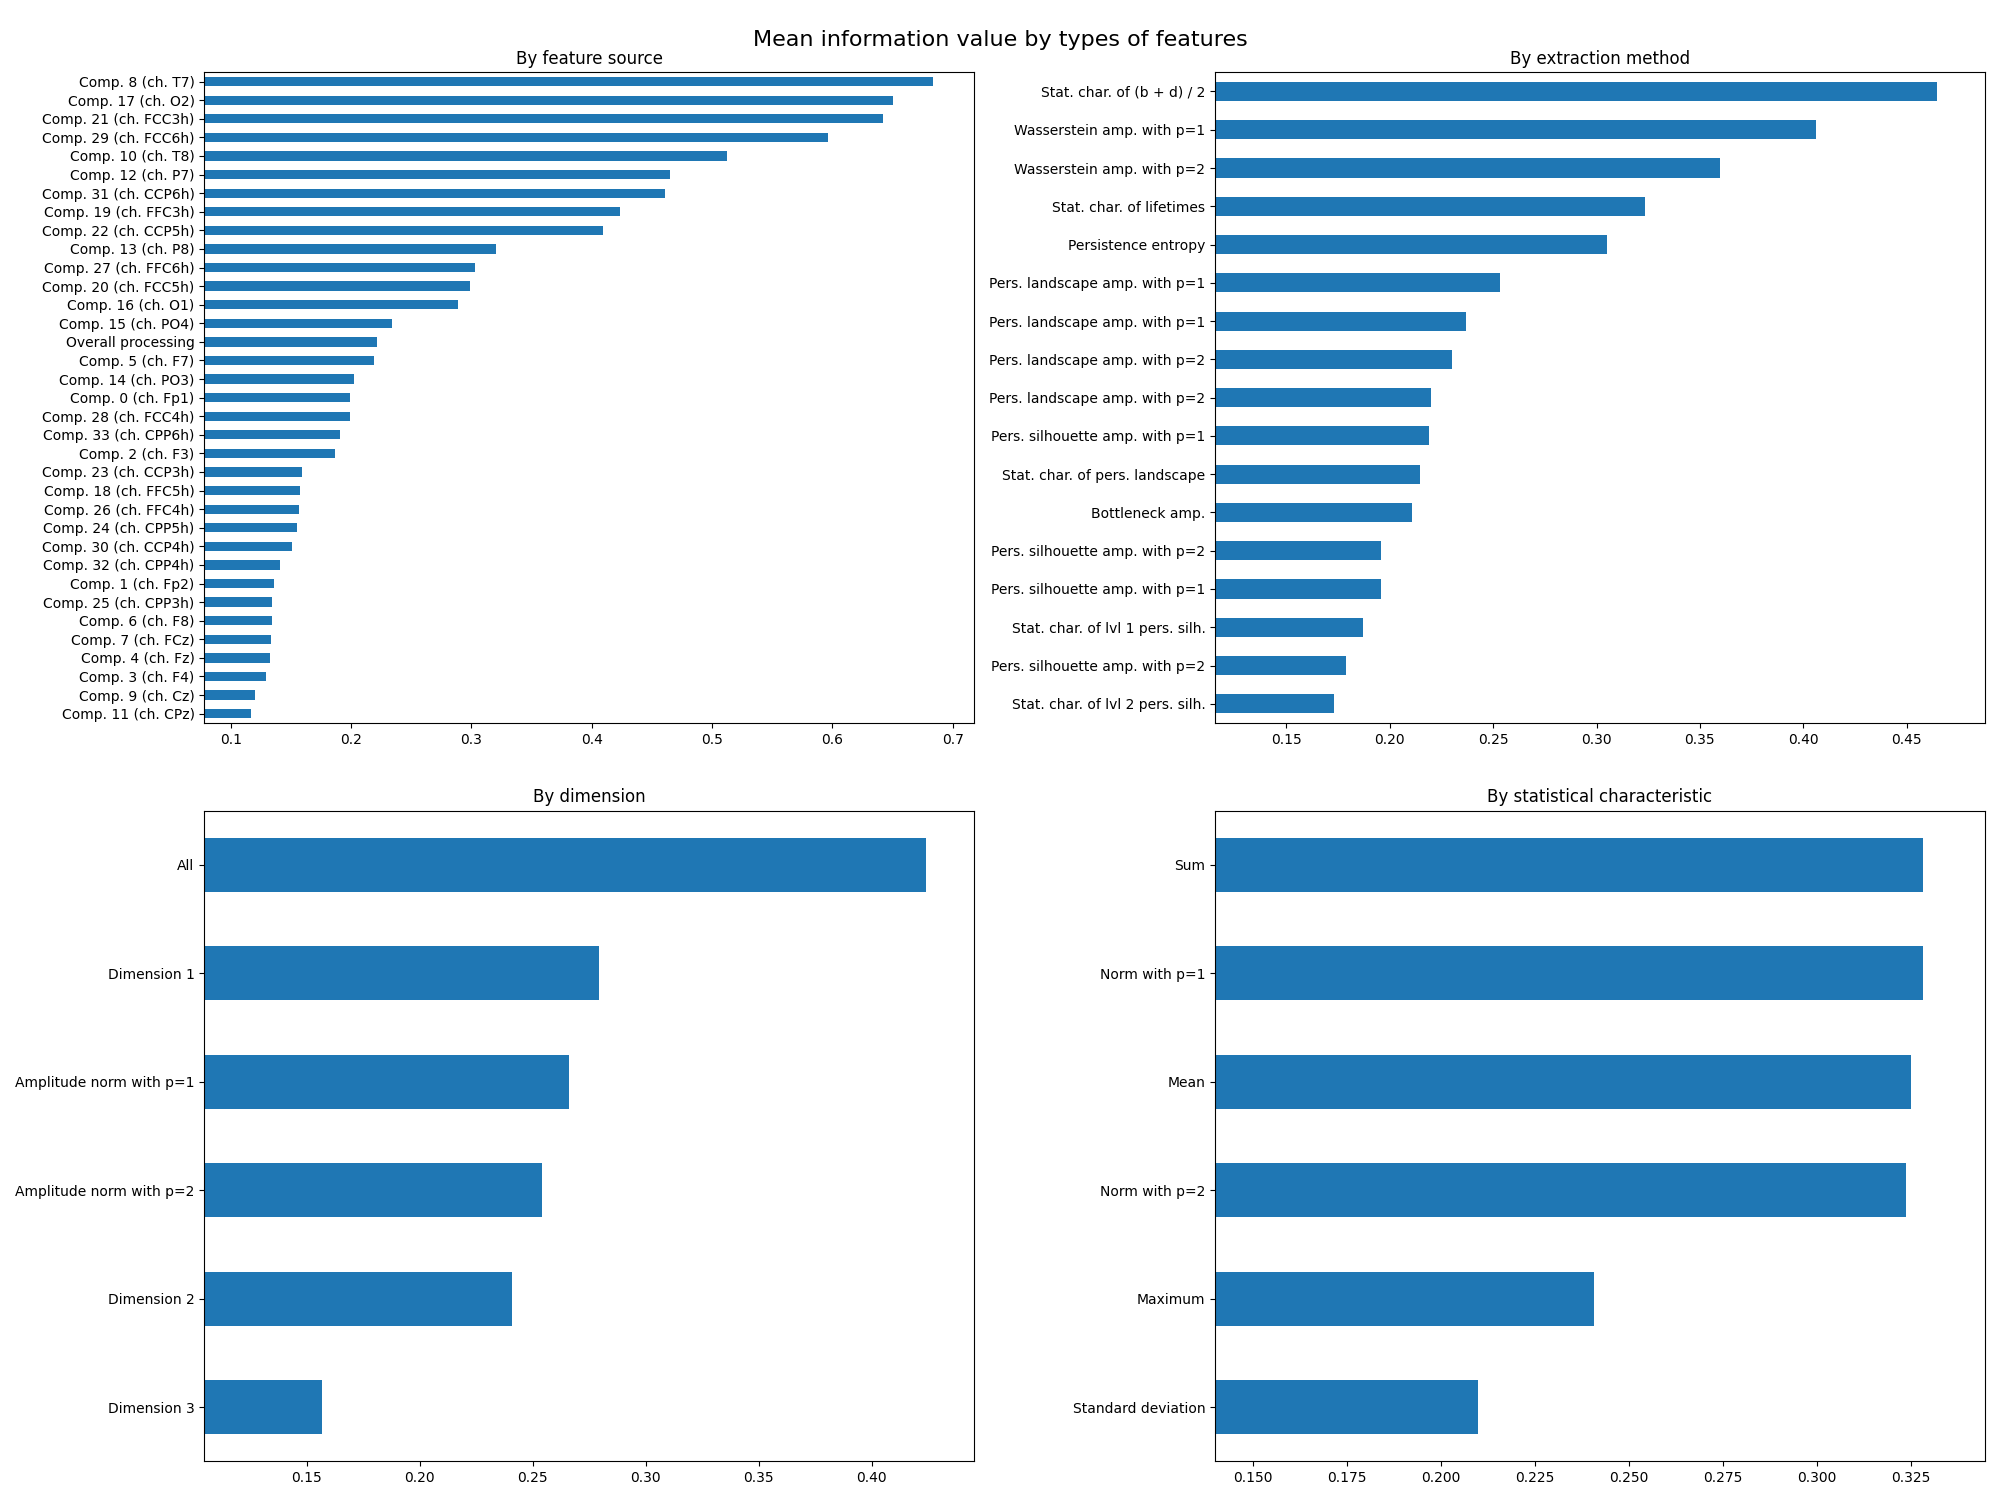 Mean information value by types of features
By feature source
Comp. 8 (ch. T7)
Comp. 17 (ch. O2)
Comp. 21 (ch. FCC3h)
Comp. 29 (ch. FCC6h)
Comp. 10 (ch. T8)
Comp. 12 (ch. P7)
Comp. 31 (ch. CCP6h)
Comp. 19 (ch. FFC3h)
Comp. 22 (ch. CCP5h)
Comp. 13 (ch. P8)
Comp. 27 (ch. FFC6h)
Comp. 20 (ch. FCC5h)
Comp. 16 (ch. O1)
Comp. 15 (ch. PO4)
Overall processing
Comp. 5 (ch. F7)
Comp. 14 (ch. PO3)
Comp. 0 (ch. Fp1)
Comp. 28 (ch. FCC4h)
Comp. 33 (ch. CPP6h)
Comp. 2 (ch. F3)
Comp. 23 (ch. CCP3h)
Comp. 18 (ch. FFC5h)
Comp. 26 (ch. FFC4h)
Comp. 24 (ch. CPP5h)
Comp. 30 (ch. CCP4h)
Comp. 32 (ch. CPP4h)
Comp. 1 (ch. Fp2)
Comp. 25 (ch. CPP3h)
Comp. 6 (ch. F8)
Comp. 7 (ch. FCz)
Comp. 4 (ch. Fz)
Comp. 3 (ch. F4)
Comp. 9 (ch. Cz)
Comp. 11 (ch. CPz)
0.1 0.2 0.3 0.4 0.5 0.6 0.7
By extraction method
Stat. char. of (b + d) / 2
Wasserstein amp. with p=1
Wasserstein amp. with p=2
Stat. char. of lifetimes
Persistence entropy
Pers. landscape amp. with p=1
Pers. landscape amp. with p=1
Pers. landscape amp. with p=2
Pers. landscape amp. with p=2
Pers. silhouette amp. with p=1
Stat. char. of pers. landscape
Bottleneck amp.
Pers. silhouette amp. with p=2
Pers. silhouette amp. with p=1
Stat. char. of lvl 1 pers. silh.
Pers. silhouette amp. with p=2
Stat. char. of lvl 2 pers. silh.
0.15 0.20 0.25 0.30 0.35 0.40 0.45
By dimension
All
Dimension 1
Amplitude norm with p=1
Amplitude norm with p=2
Dimension 2
Dimension 3
0.15 0.20 0.25 0.30 0.35 0.40
By statistical characteristic
Sum
Norm with p=1
Mean
Norm with p=2
Maximum
Standard deviation
0.150 0.175 0.200 0.225 0.250 0.275 0.300 0.325